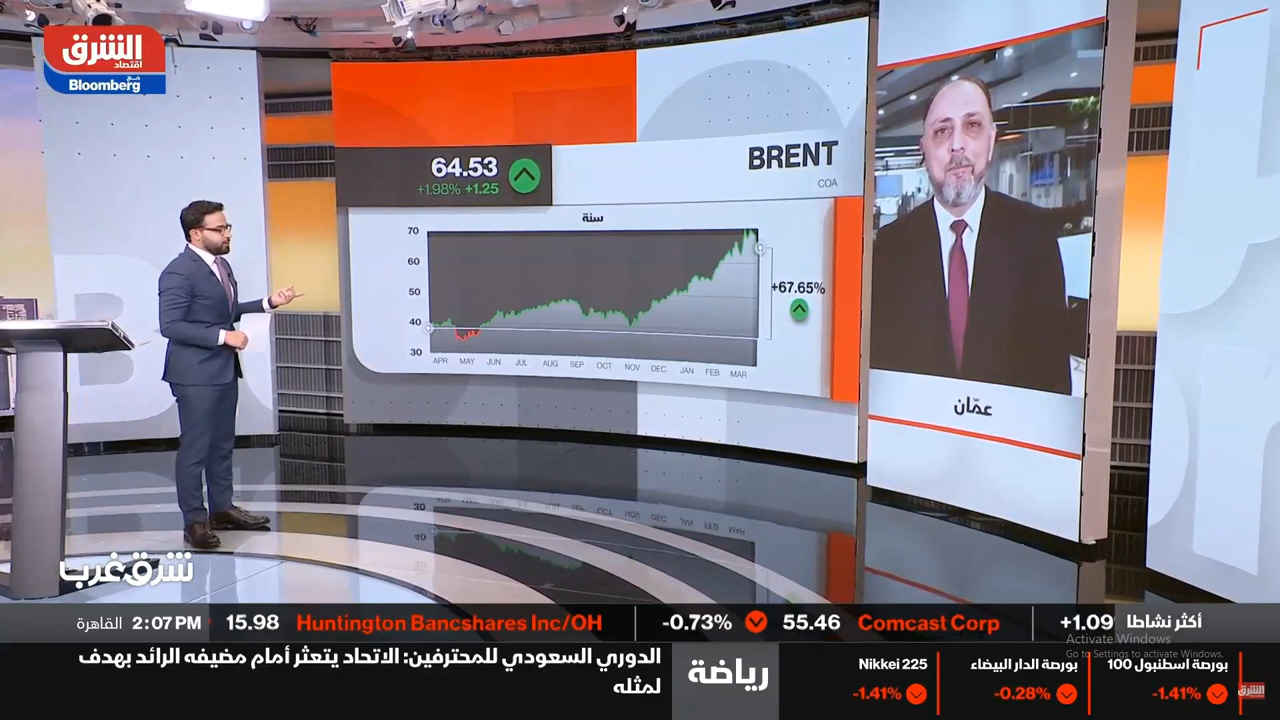 الشرق
اقتصاد
مع
Bloomberg
64.53
+1.98% +1.25
BRENT
COA
سنة
70
60
50
40
30
+67.65%
APR MAY JUN JUL AUG SEP OCT NOV DEC JAN FEB MAR
عمّان
شرق غرب
القاهرة 2:07 PM 15.98 Huntington Bancshares Inc/OH -0.73% 55.46 Comcast Corp +1.09 أكثر نشاطا
Activate Windows
Go to Settings to activate Windows.
الدوري السعودي للمحترفين: الاتحاد يتعثر أمام مضيفه الرائد بهدف
لمثله
رياضة
Nikkei 225
-1.41%
بورصة الدار البيضاء
-0.28%
بورصة اسطنبول 100
-1.41%
الشرق